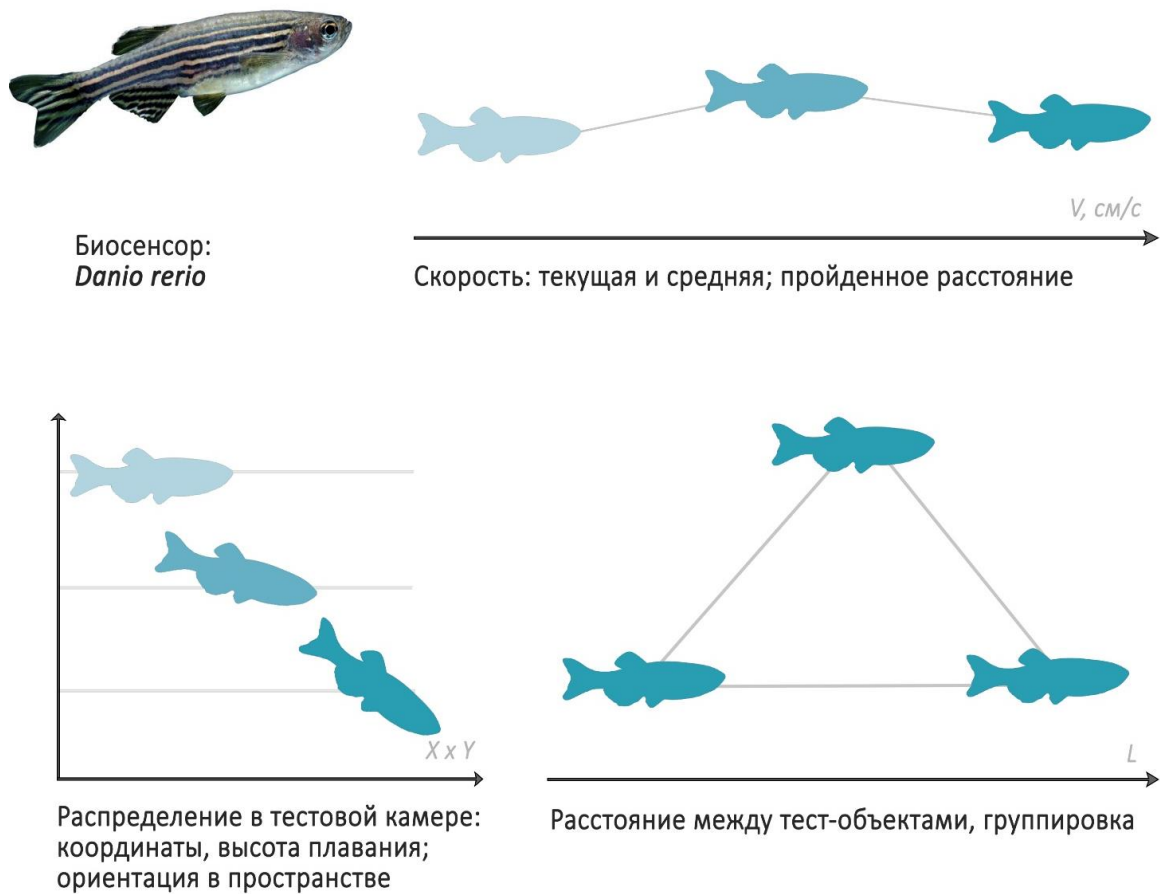 Биосенсор:
Danio rerio
V, см/с
Скорость: текущая и средняя; пройденное расстояние
X x Y
Распределение в тестовой камере:
координаты, высота плавания;
ориентация в пространстве
L
Расстояние между тест-объектами, группировка